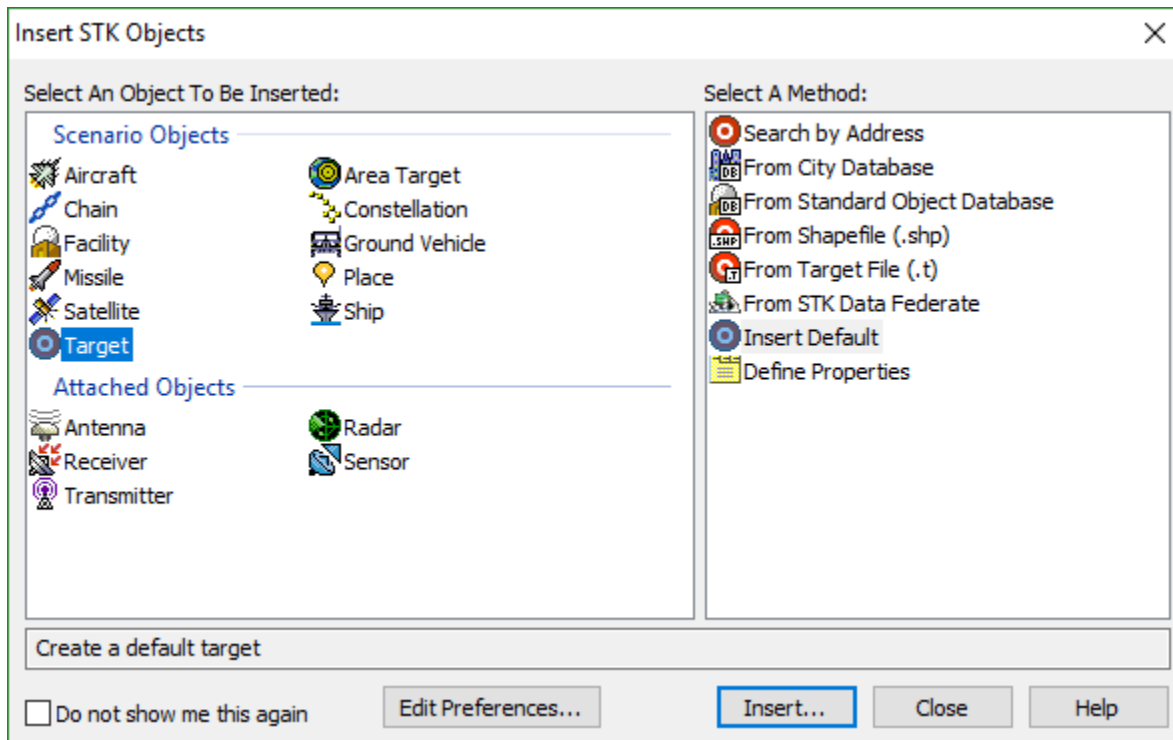 Insert STK Objects
Select An Object To Be Inserted:
Scenario Objects
Aircraft
Area Target
Chain
Constellation
Facility
Ground Vehicle
Missile
Place
Satellite
Ship
Target
Attached Objects
Antenna
Radar
Receiver
Sensor
Transmitter
Select A Method:
Search by Address
DB From City Database
DB From Standard Object Database
.SHP From Shapefile (.shp)
.T From Target File (.t)
From STK Data Federate
Insert Default
Define Properties
Create a default target
Do not show me this again
Edit Preferences...
Insert...
Close
Help